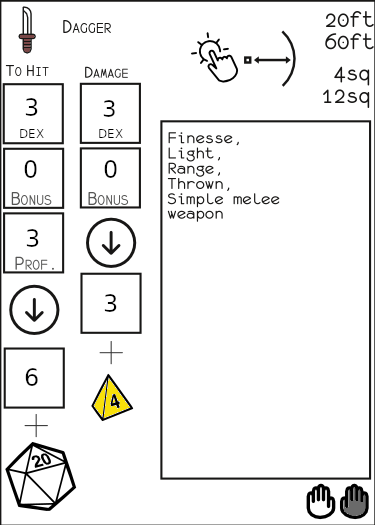 Dagger
20ft
60ft
4sq
12sq
To Hit
Damage
3
DEX
3
DEX
0
Bonus
0
Bonus
3
Prof.
3
6
4
20
Finesse,
Light,
Range,
Thrown,
Simple melee
weapon